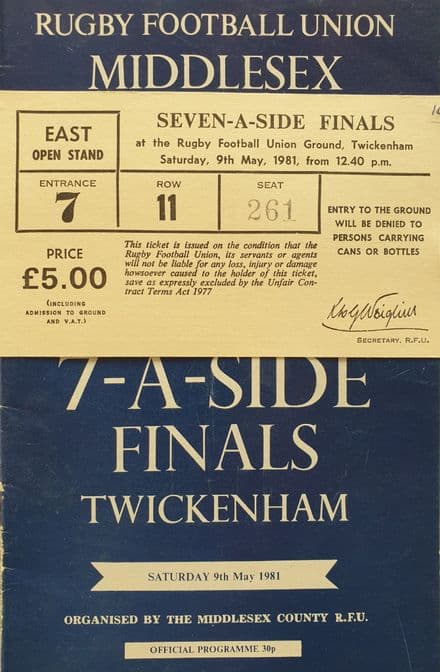 RUGBY FOOTBALL UNION
MIDDLESEX
EAST
OPEN STAND
SEVEN-A-SIDE FINALS
at the Rugby Football Union Ground, Twickenham
Saturday, 9th May, 1981, from 12.40 p.m.
ENTRANCE
7
ROW
11
SEAT
261
ENTRY TO THE GROUND
WILL BE DENIED TO
PERSONS CARRYING
CANS OR BOTTLES
PRICE
£5.00
(INCLUDING
ADMISSION TO GROUND
AND V.A.T.)
This ticket is issued on the condition that the
Rugby Football Union, its servants or agents
will not be liable for any loss, injury or damage
howsoever caused to the holder of this ticket,
save as expressly excluded by the Unfair Con-
tract Terms Act 1977
SECRETARY, R.F.U.
7-A-SIDE
FINALS
TWICKENHAM
SATURDAY 9th May 1981
ORGANISED BY THE MIDDLESEX COUNTY R.F.U.
OFFICIAL PROGRAMME 30p